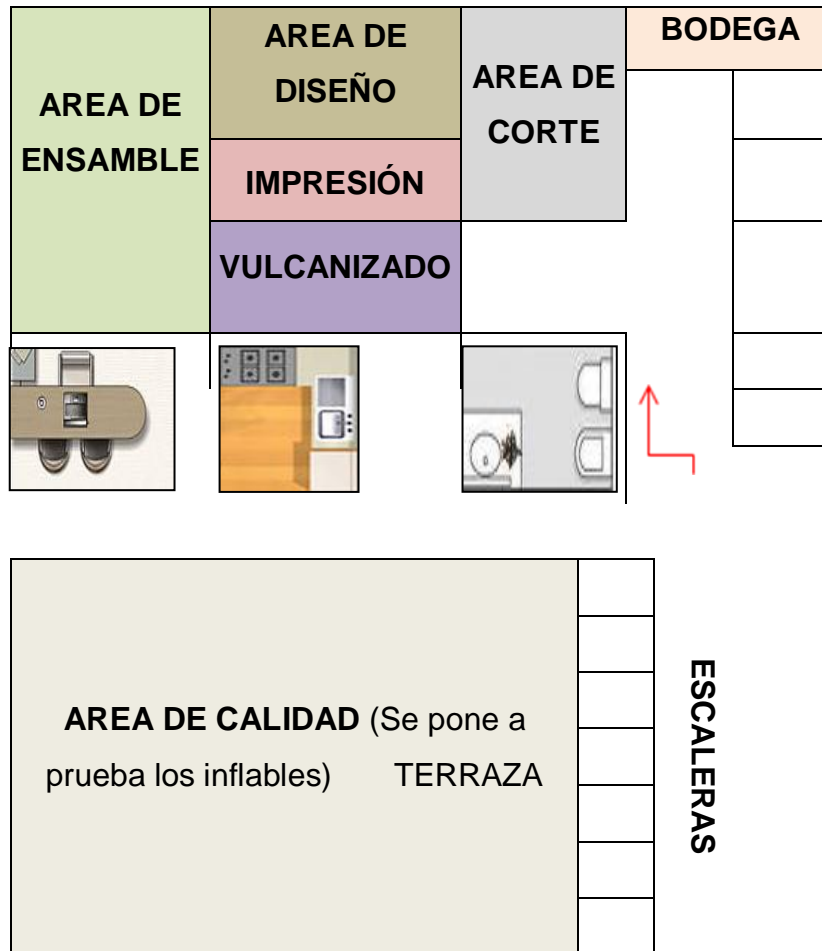 AREA DE
ENSAMBLE
AREA DE
DISEÑO
IMPRESIÓN
VULCANIZADO
AREA DE
CORTE
BODEGA
AREA DE CALIDAD (Se pone a
prueba los inflables) TERRAZA
ESCALERAS